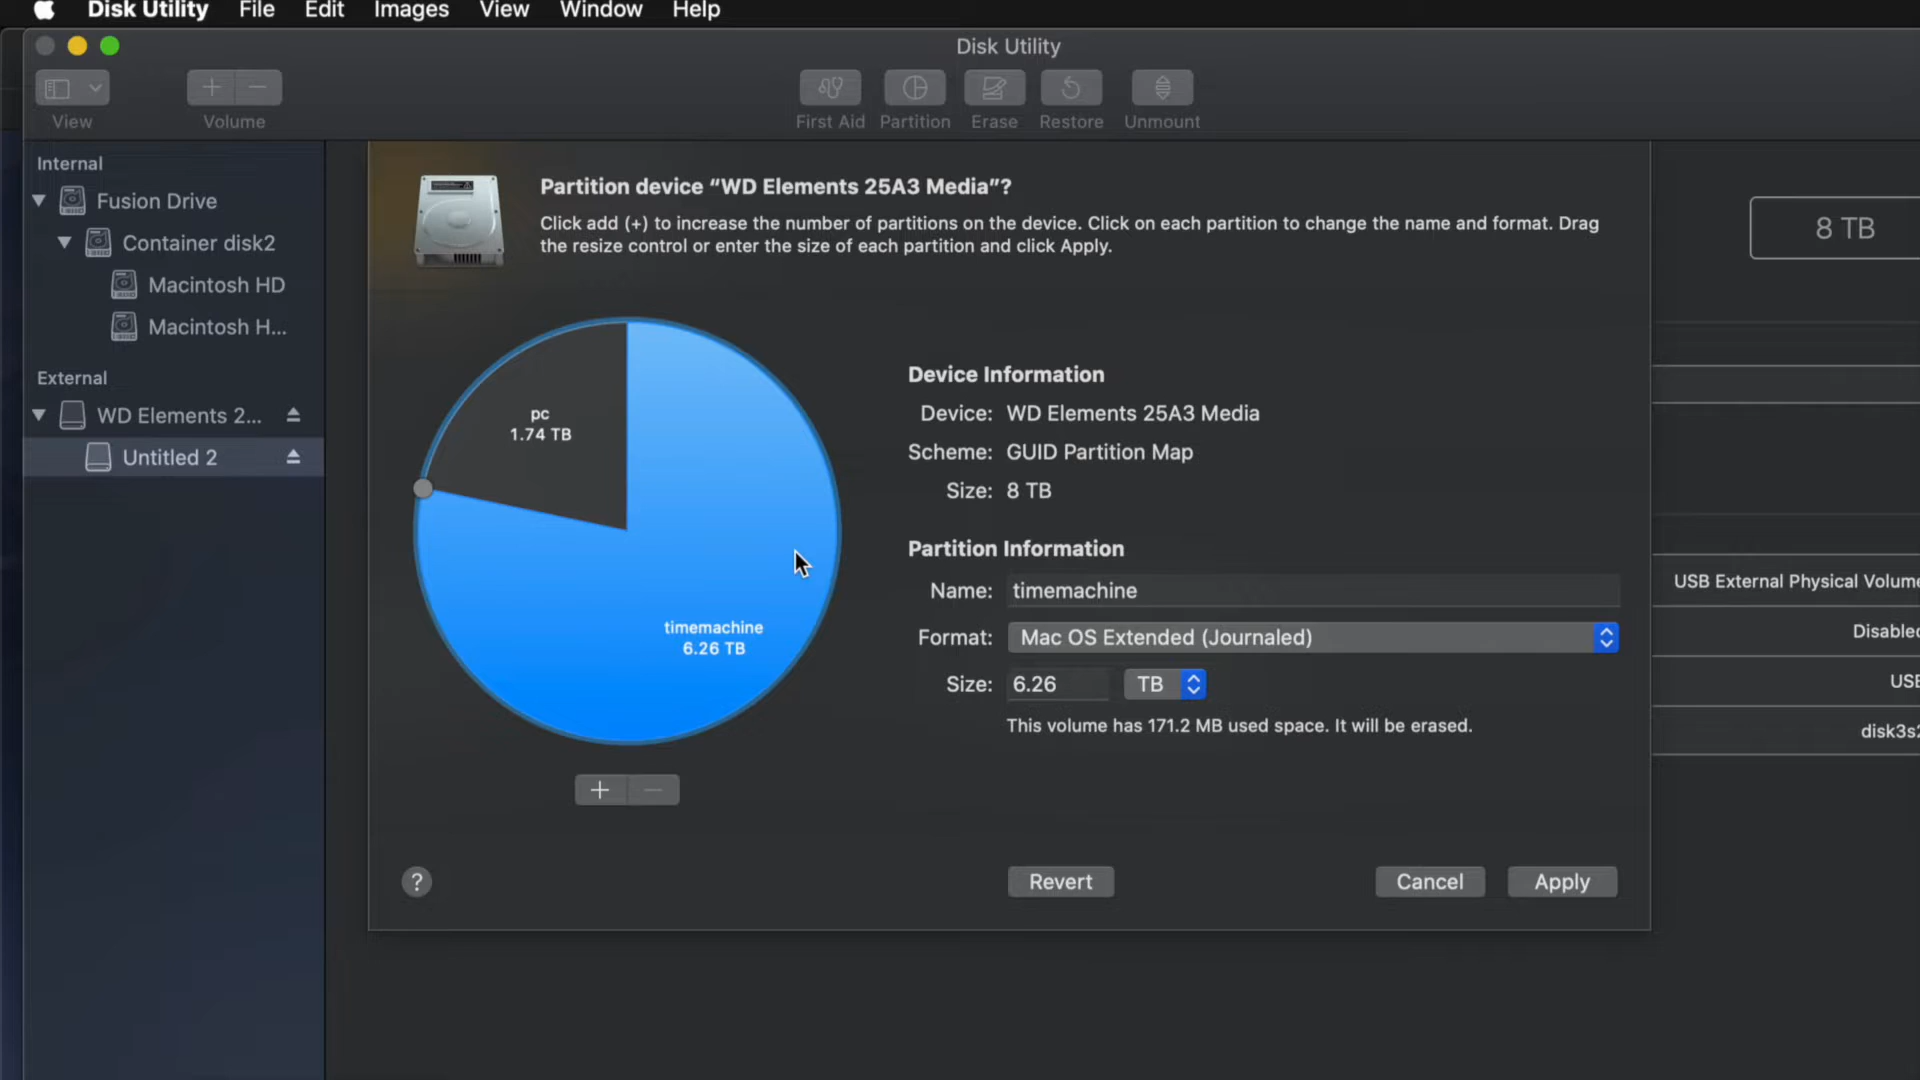 Disk Utility File Edit Images View Window Help
Disk Utility
View Volume First Aid Partition Erase Restore Unmount
Internal
Fusion Drive
Container disk2
Macintosh HD
Macintosh H...
External
WD Elements 2...
Untitled 2
Partition device “WD Elements 25A3 Media”?
Click add (+) to increase the number of partitions on the device. Click on each partition to change the name and format. Drag
the resize control or enter the size of each partition and click Apply.
pc
1.74 TB
timemachine
6.26 TB
Device Information
Device: WD Elements 25A3 Media
Scheme: GUID Partition Map
Size: 8 TB
Partition Information
Name: timemachine
Format: Mac OS Extended (Journaled)
Size: 6.26 TB
This volume has 171.2 MB used space. It will be erased.
? Revert Cancel Apply
8 TB
USB External Physical Volume
Disabled
USB
disk3s2